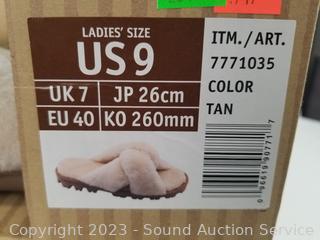 LADIES' SIZE
US 9
UK 7 JP 26cm
EU 40 KO 260mm
ITM./ART.
7771035
COLOR
TAN
Copyright 2023 - Sound Auction Service